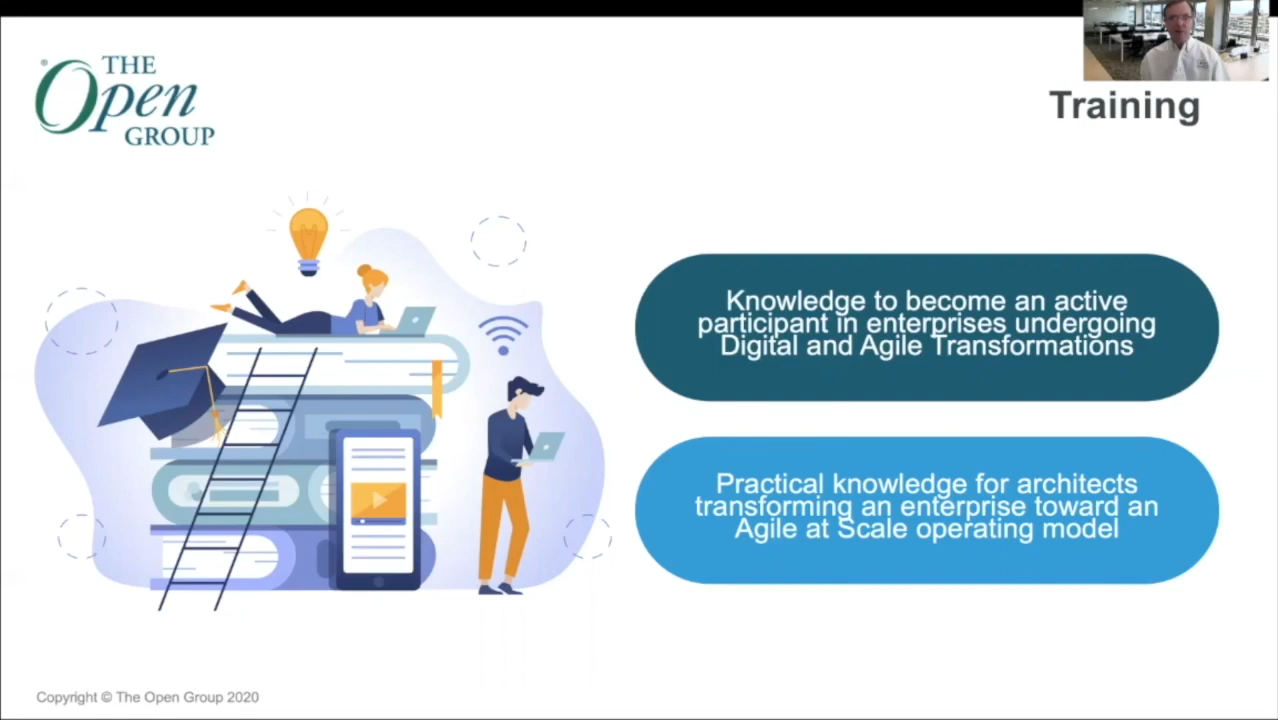 THE
Open
GROUP
Training
Knowledge to become an active
participant in enterprises undergoing
Digital and Agile Transformations
Practical knowledge for architects
transforming an enterprise toward an
Agile at Scale operating model
Copyright © The Open Group 2020